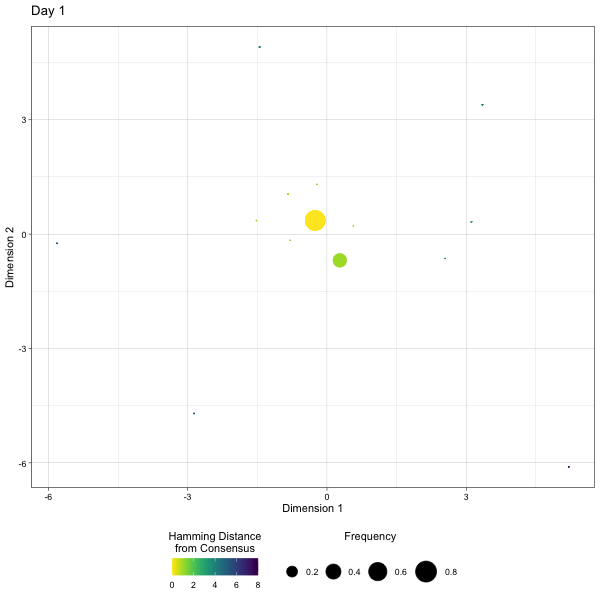 Day 1
Dimension 2
3
0
-3
-6
-6
-3
0
3
Dimension 1
Hamming Distance
from Consensus
0 2 4 6 8
Frequency
0.2 0.4 0.6 0.8